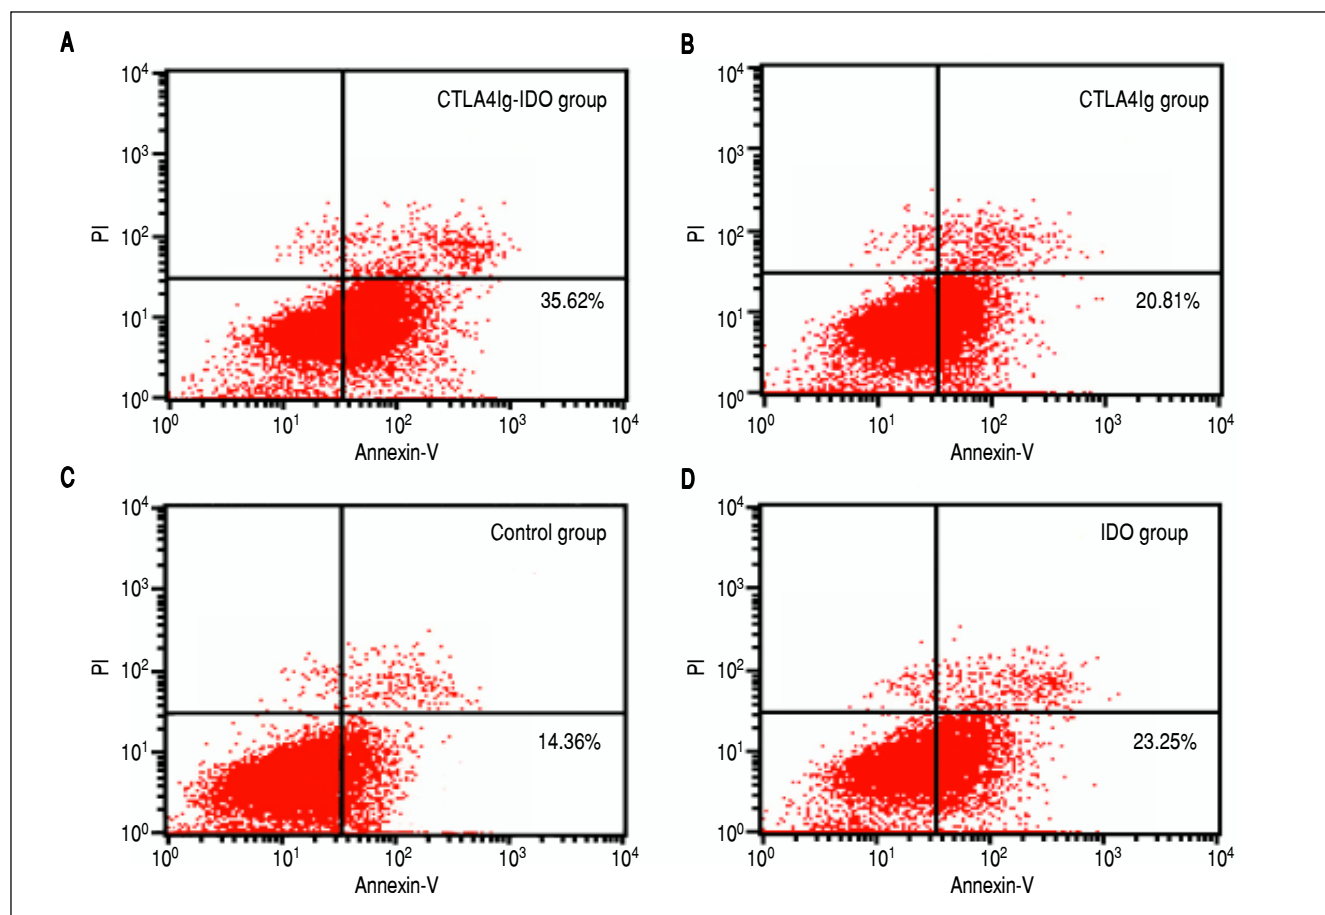 A
10⁴
CTLA4Ig-IDO group
10³
PI
10²
35.62%
10¹
10⁰
10⁰ 10¹ 10² 10³ 10⁴
Annexin-V
B
10⁴
CTLA4Ig group
10³
PI
10²
20.81%
10¹
10⁰
10⁰ 10¹ 10² 10³ 10⁴
Annexin-V
C
10⁴
Control group
10³
PI
10²
14.36%
10¹
10⁰
10⁰ 10¹ 10² 10³ 10⁴
Annexin-V
D
10⁴
IDO group
10³
PI
10²
23.25%
10¹
10⁰
10⁰ 10¹ 10² 10³ 10⁴
Annexin-V